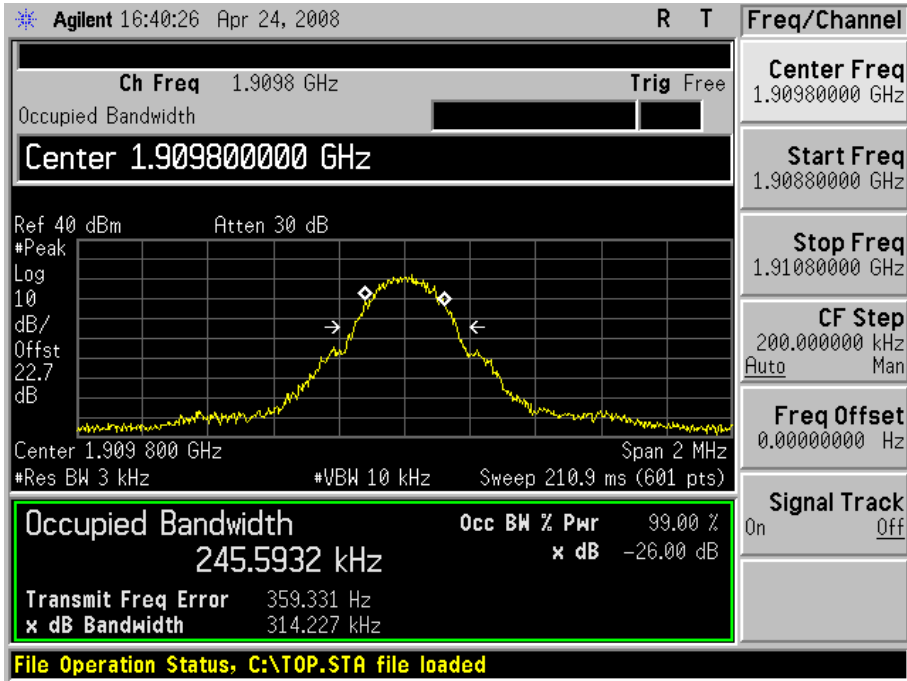 Agilent 16:40:26 Apr 24, 2008 R T
Ch Freq 1.9098 GHz Trig Free
Occupied Bandwidth
Center 1.909800000 GHz
Ref 40 dBm Atten 30 dB
#Peak
Log
10
dB/
Offst
22.7
dB
Center 1.909 800 GHz Span 2 MHz
#Res BW 3 kHz #VBW 10 kHz Sweep 210.9 ms (601 pts)
Occupied Bandwidth
245.5932 kHz
Occ BW % Pwr 99.00 %
x dB -26.00 dB
Transmit Freq Error 359.331 Hz
x dB Bandwidth 314.227 kHz
File Operation Status, C:\TOP.STA file loaded
Freq/Channel
Center Freq
1.90980000 GHz
Start Freq
1.90880000 GHz
Stop Freq
1.91080000 GHz
CF Step
200.000000 kHz
Auto Man
Freq Offset
0.00000000 Hz
Signal Track
On Off